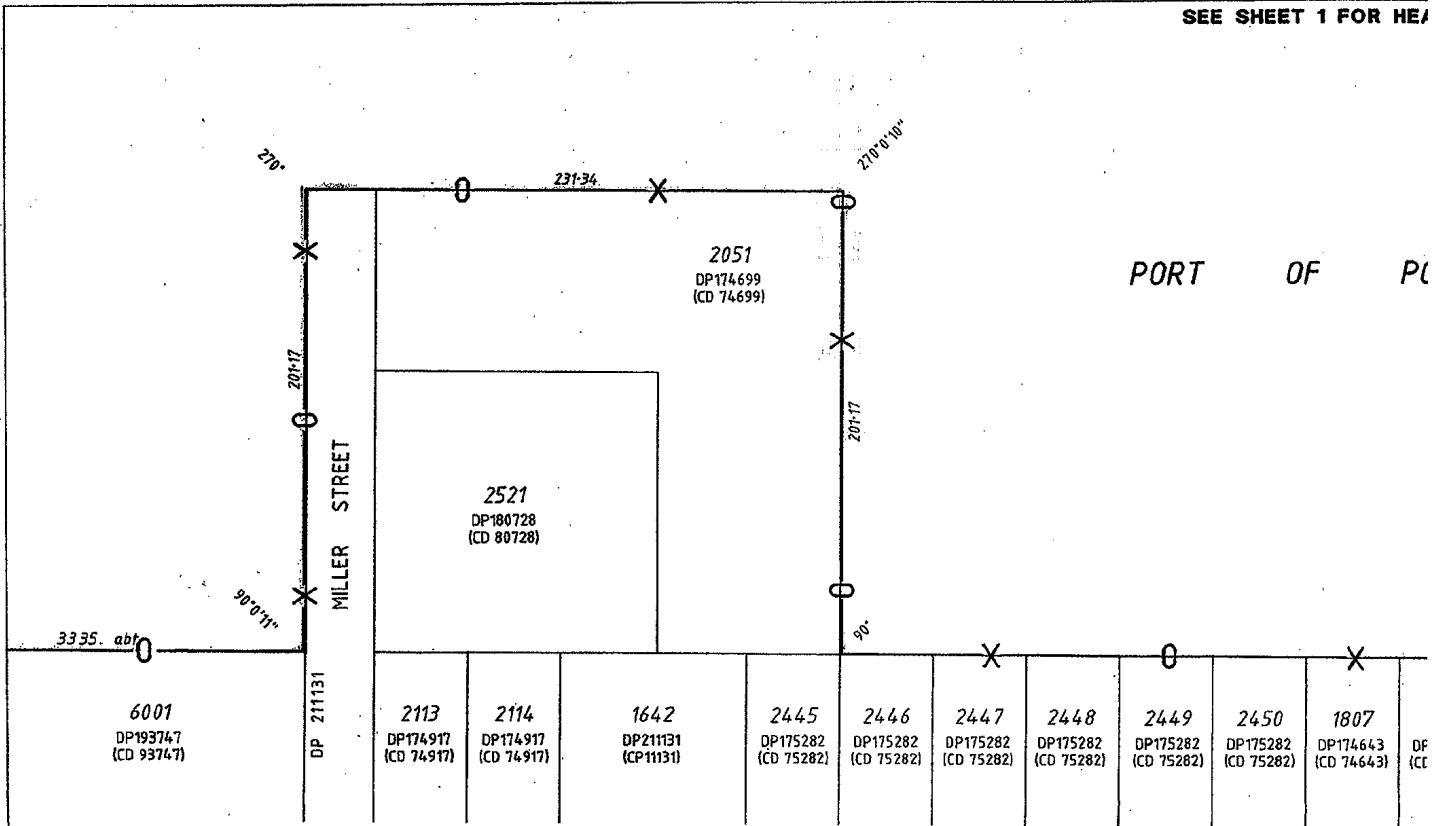 SEE SHEET 1 FOR HEA
270°
231·34
270°0'10"
2051
DP174699
(CD 74699)
PORT OF PO
201·17
201·17
MILLER STREET
2521
DP180728
(CD 80728)
90°0'11"
90°
3335. abt
6001
DP193747
(CD 93747)
DP 211131
2113
DP174917
(CD 74917)
2114
DP174917
(CD 74917)
1642
DP211131
(CP11131)
2445
DP175282
(CD 75282)
2446
DP175282
(CD 75282)
2447
DP175282
(CD 75282)
2448
DP175282
(CD 75282)
2449
DP175282
(CD 75282)
2450
DP175282
(CD 75282)
1807
DP174643
(CD 74643)
DP
(CD